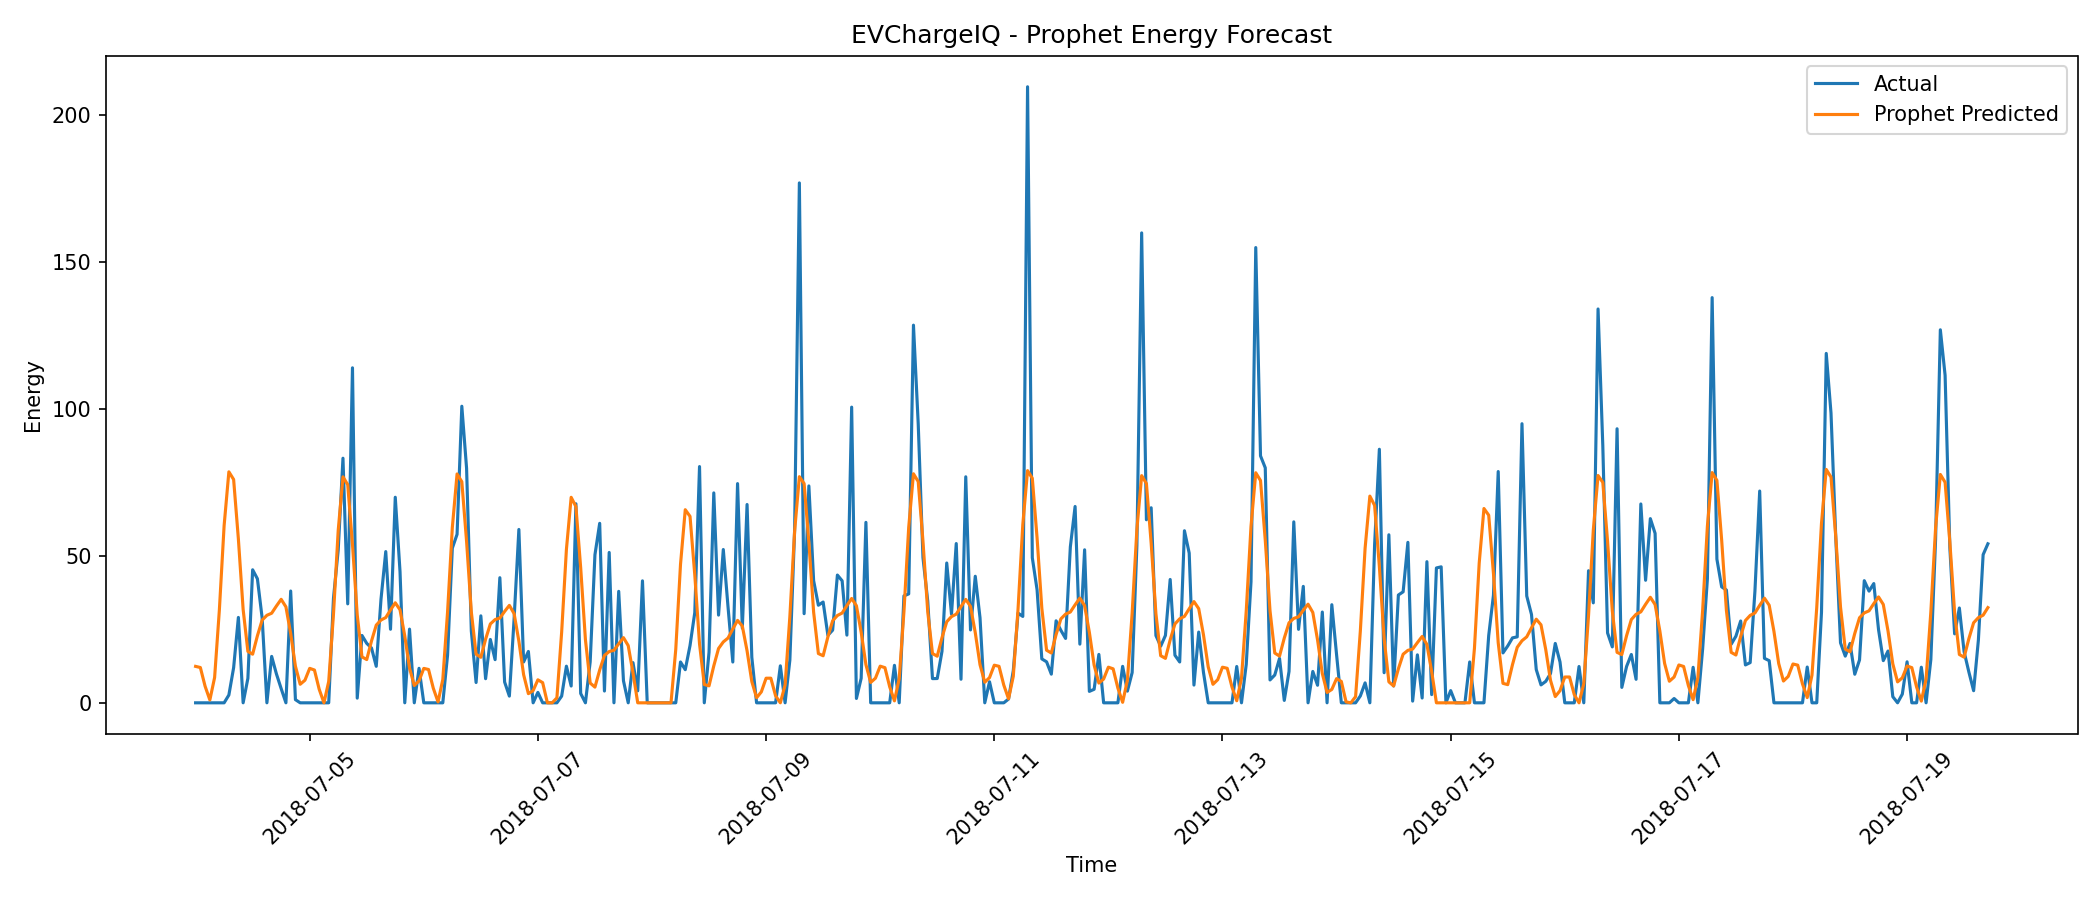 EVChargeIQ - Prophet Energy Forecast
Actual
Prophet Predicted
Energy
200
150
100
50
0
2018-07-05
2018-07-07
2018-07-09
2018-07-11
2018-07-13
2018-07-15
2018-07-17
2018-07-19
Time